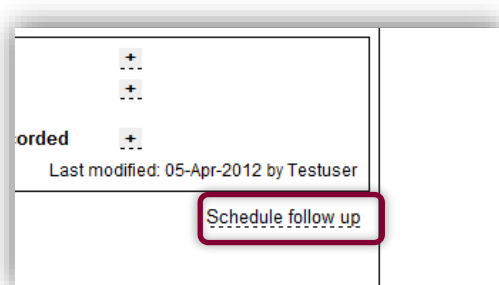 +
+
orded +
Last modified: 05-Apr-2012 by Testuser
Schedule follow up